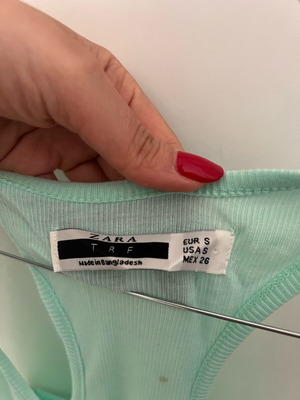 ZARA
TRF
Made in Bangladesh
EUR S
USA S
MEX 26